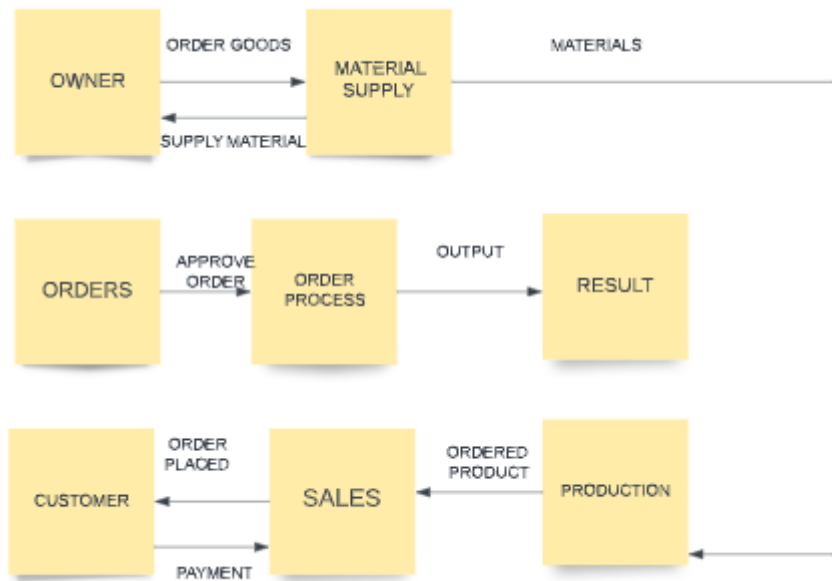 ORDER GOODS
MATERIALS
OWNER
MATERIAL
SUPPLY
SUPPLY MATERIAL
ORDERS
APPROVE
ORDER
ORDER
PROCESS
OUTPUT
RESULT
CUSTOMER
ORDER
PLACED
PAYMENT
SALES
ORDERED
PRODUCT
PRODUCTION